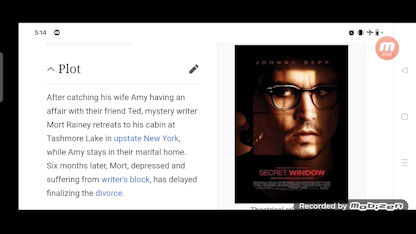 5:14
JOHNNY DEPP
Plot
After catching his wife Amy having an
affair with their friend Ted, mystery writer
Mort Rainey retreats to his cabin at
Tashmore Lake in upstate New York,
while Amy stays in their marital home.
Six months later, Mort, depressed and
suffering from writer's block, has delayed
finalizing the divorce.
SECRET WINDOW
Recorded by Mobizen